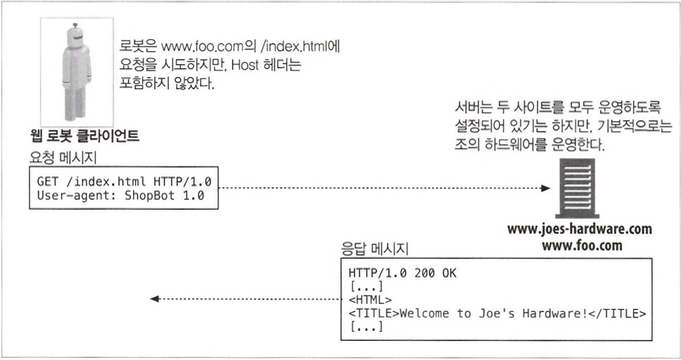 로봇은 www.foo.com의 /index.html에
요청을 시도하지만, Host 헤더는
포함하지 않았다.
서버는 두 사이트를 모두 운영하도록
설정되어 있기는 하지만, 기본적으로는
조의 하드웨어를 운영한다.
웹 로봇 클라이언트
요청 메시지
GET /index.html HTTP/1.0
User-agent: ShopBot 1.0
www.joes-hardware.com
www.foo.com
응답 메시지
HTTP/1.0 200 OK
[...]
<HTML>
<TITLE>Welcome to Joe's Hardware!</TITLE>
[...]